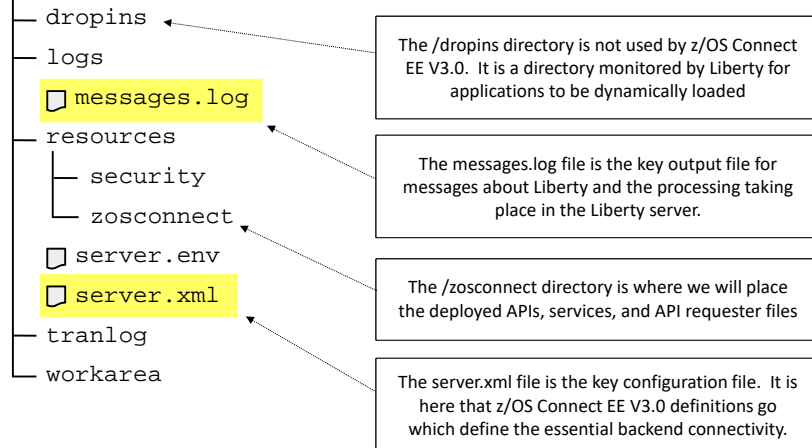 dropins
logs
messages.log
resources
security
zosconnect
server.env
server.xml
tranlog
workarea
The /dropins directory is not used by z/OS Connect
EE V3.0.  It is a directory monitored by Liberty for
applications to be dynamically loaded
The messages.log file is the key output file for
messages about Liberty and the processing taking
place in the Liberty server.
The /zosconnect directory is where we will place
the deployed APIs, services, and API requester files
The server.xml file is the key configuration file.  It is
here that z/OS Connect EE V3.0 definitions go
which define the essential backend connectivity.